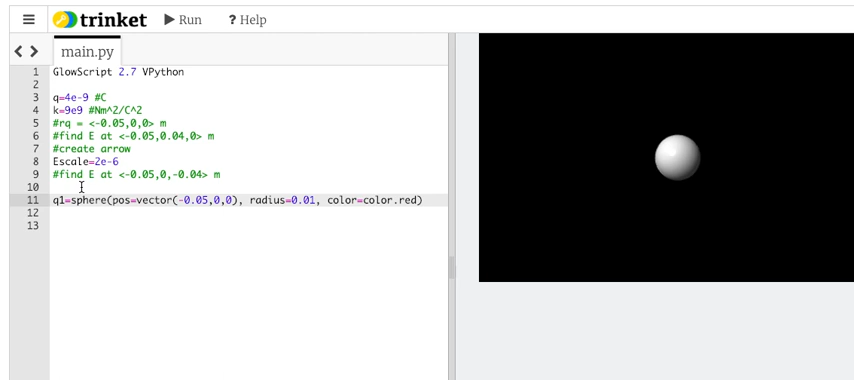 trinket Run ? Help
main.py
1 GlowScript 2.7 VPython
2
3 q=4e-9 #C
4 k=9e9 #Nm^2/C^2
5 #rq = <-0.05,0,0> m
6 #find E at <-0.05,0.04,0> m
7 #create arrow
8 Escale=2e-6
9 #find E at <-0.05,0,-0.04> m
10
11 q1=sphere(pos=vector(-0.05,0,0), radius=0.01, color=color.red)
12
13